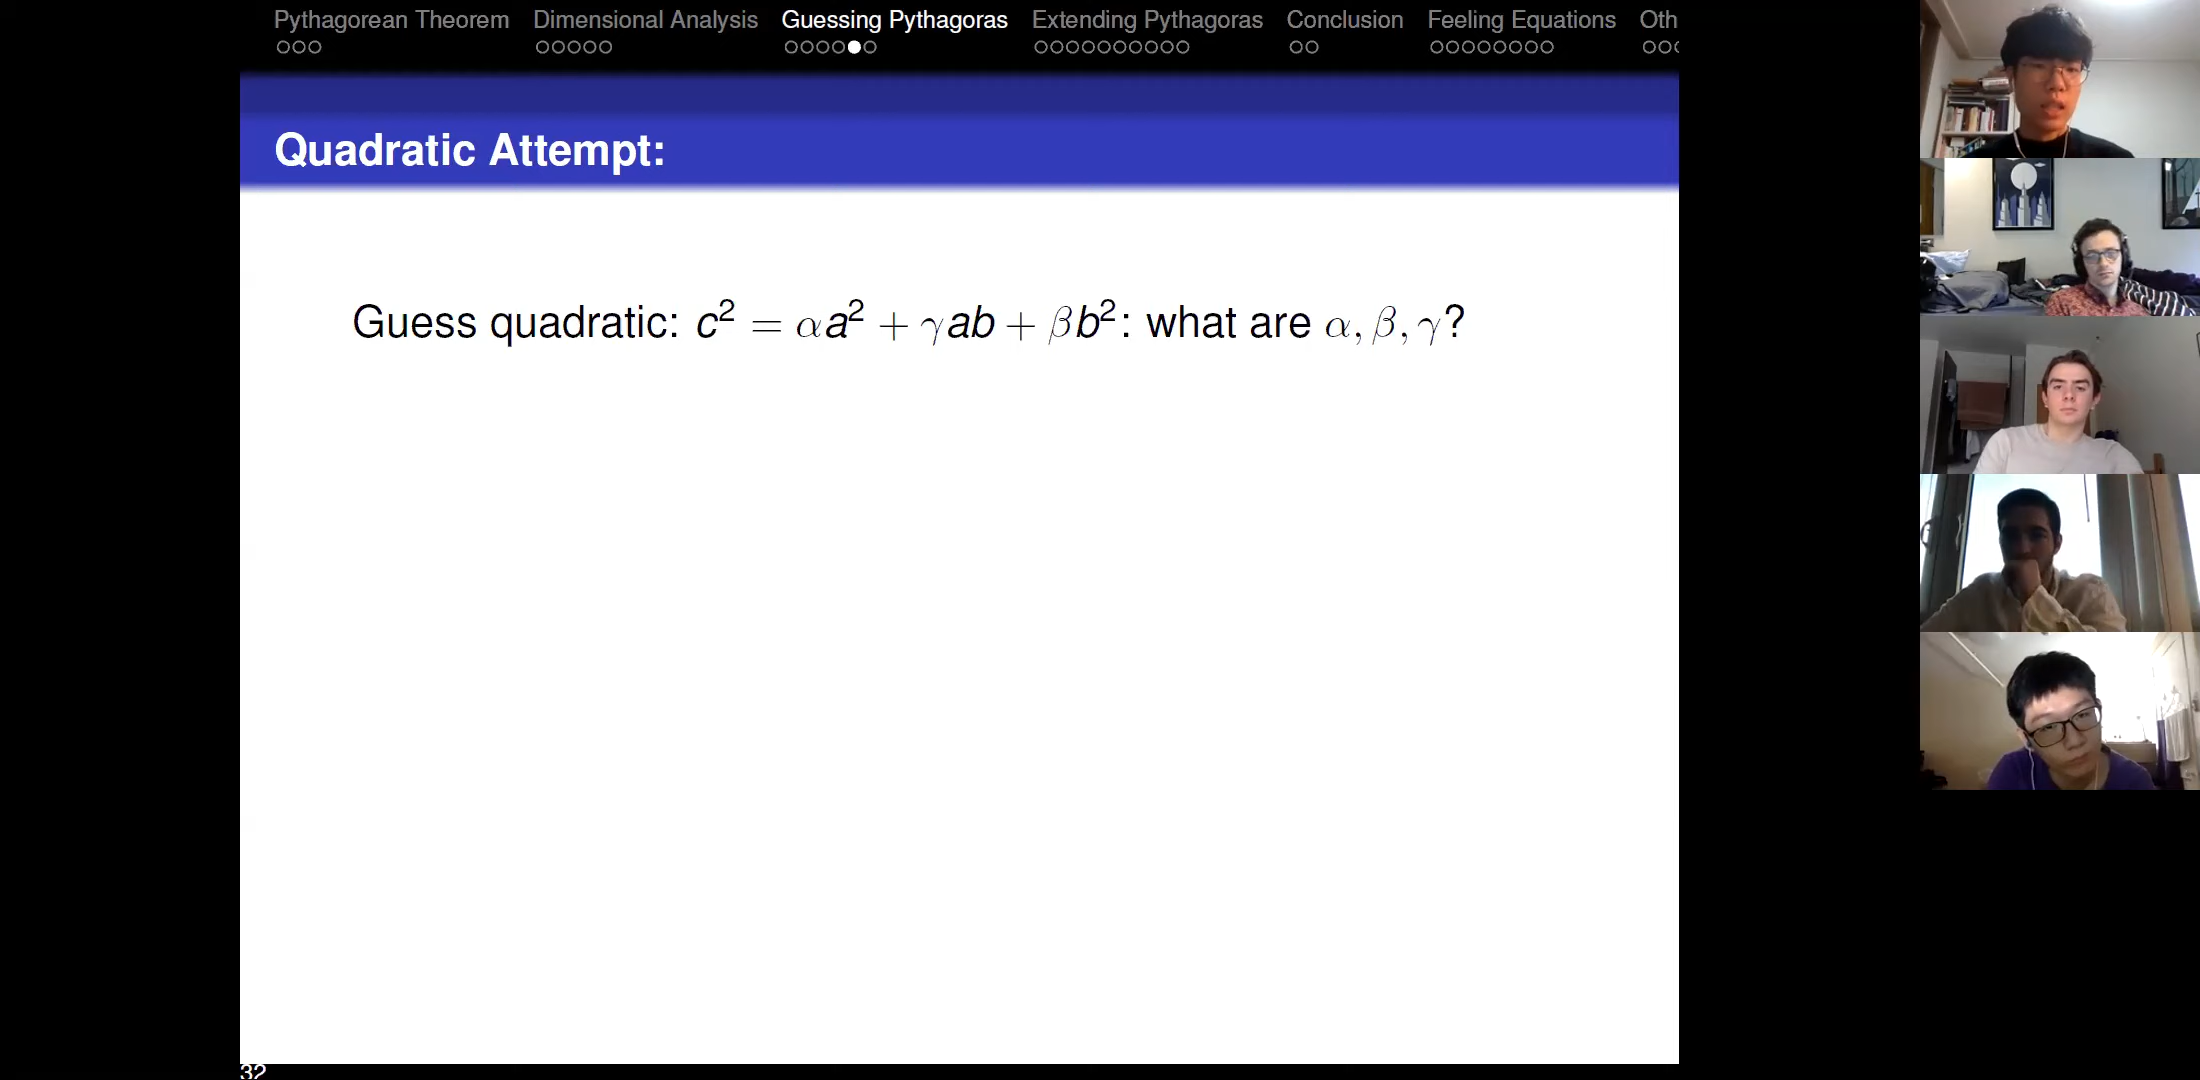 Pythagorean Theorem Dimensional Analysis Guessing Pythagoras Extending Pythagoras Conclusion Feeling Equations Oth
Quadratic Attempt:
Guess quadratic: c² = αa² + γab + βb²: what are α, β, γ?
32